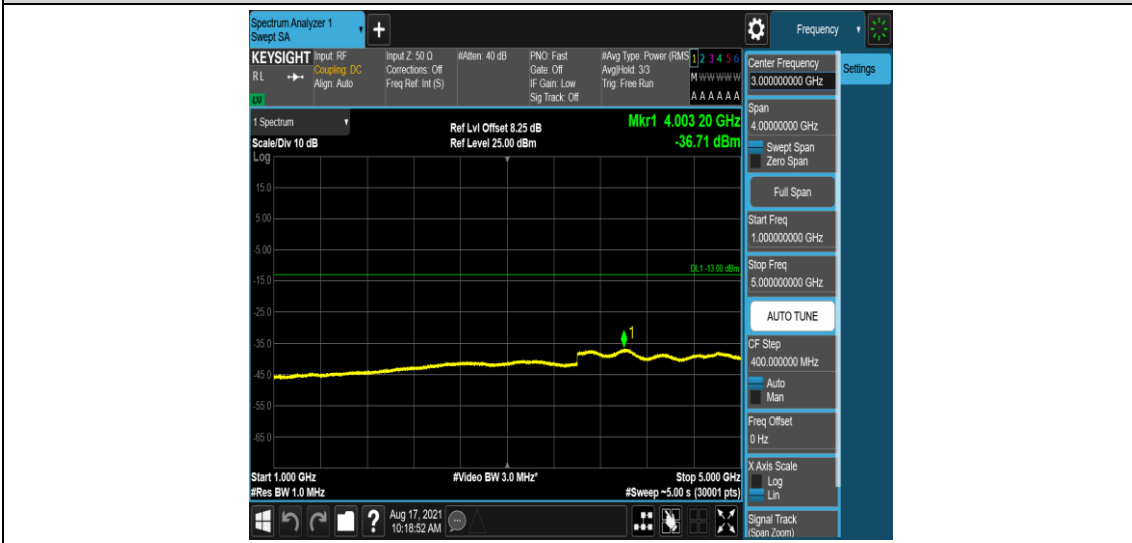 Spectrum Analyzer 1
Swept SA
+
Frequency
KEYSIGHT
RL
LXI
Input: RF
Coupling: DC
Align: Auto
Input Z: 50 Ω
Corrections: Off
Freq Ref: Int (S)
#Atten: 40 dB
PNO: Fast
Gate: Off
IF Gain: Low
Sig Track: Off
#Avg Type: Power (RMS
Avg|Hold: 3/3
Trig: Free Run
1 2 3 4 5 6
M W W W W W
A A A A A A
1 Spectrum
Scale/Div 10 dB
Log
Ref Lvl Offset 8.25 dB
Ref Level 25.00 dBm
Mkr1 4.003 20 GHz
-36.71 dBm
15.0
5.00
-5.00
-15.0
-25.0
-35.0
-45.0
-55.0
-65.0
DL1 -13.00 dBm
1
Start 1.000 GHz
#Res BW 1.0 MHz
#Video BW 3.0 MHz*
Stop 5.000 GHz
#Sweep ~5.00 s (30001 pts)
?
Aug 17, 2021
10:18:52 AM
Center Frequency
3.000000000 GHz
Span
4.00000000 GHz
Swept Span
Zero Span
Full Span
Start Freq
1.000000000 GHz
Stop Freq
5.000000000 GHz
AUTO TUNE
CF Step
400.000000 MHz
Auto
Man
Freq Offset
0 Hz
X Axis Scale
Log
Lin
Signal Track
(Span Zoom)
Settings